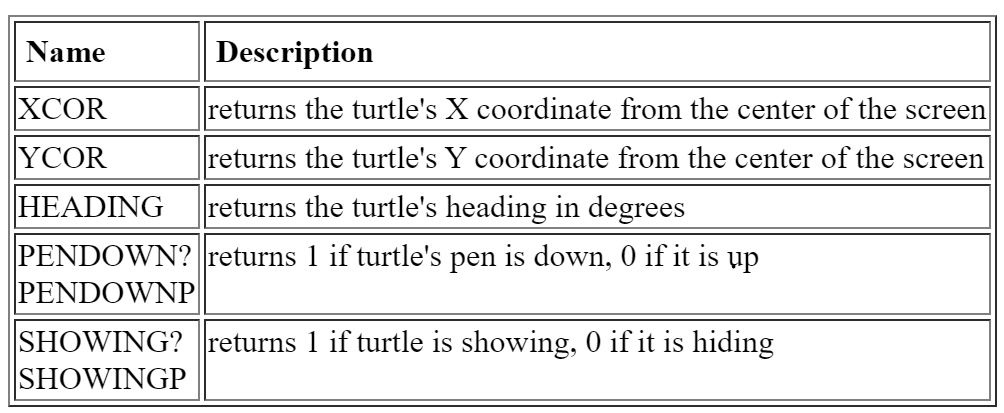 Name Description
XCOR returns the turtle's X coordinate from the center of the screen
YCOR returns the turtle's Y coordinate from the center of the screen
HEADING returns the turtle's heading in degrees
PENDOWN? returns 1 if turtle's pen is down, 0 if it is up
PENDOWNP
SHOWING? returns 1 if turtle is showing, 0 if it is hiding
SHOWINGP